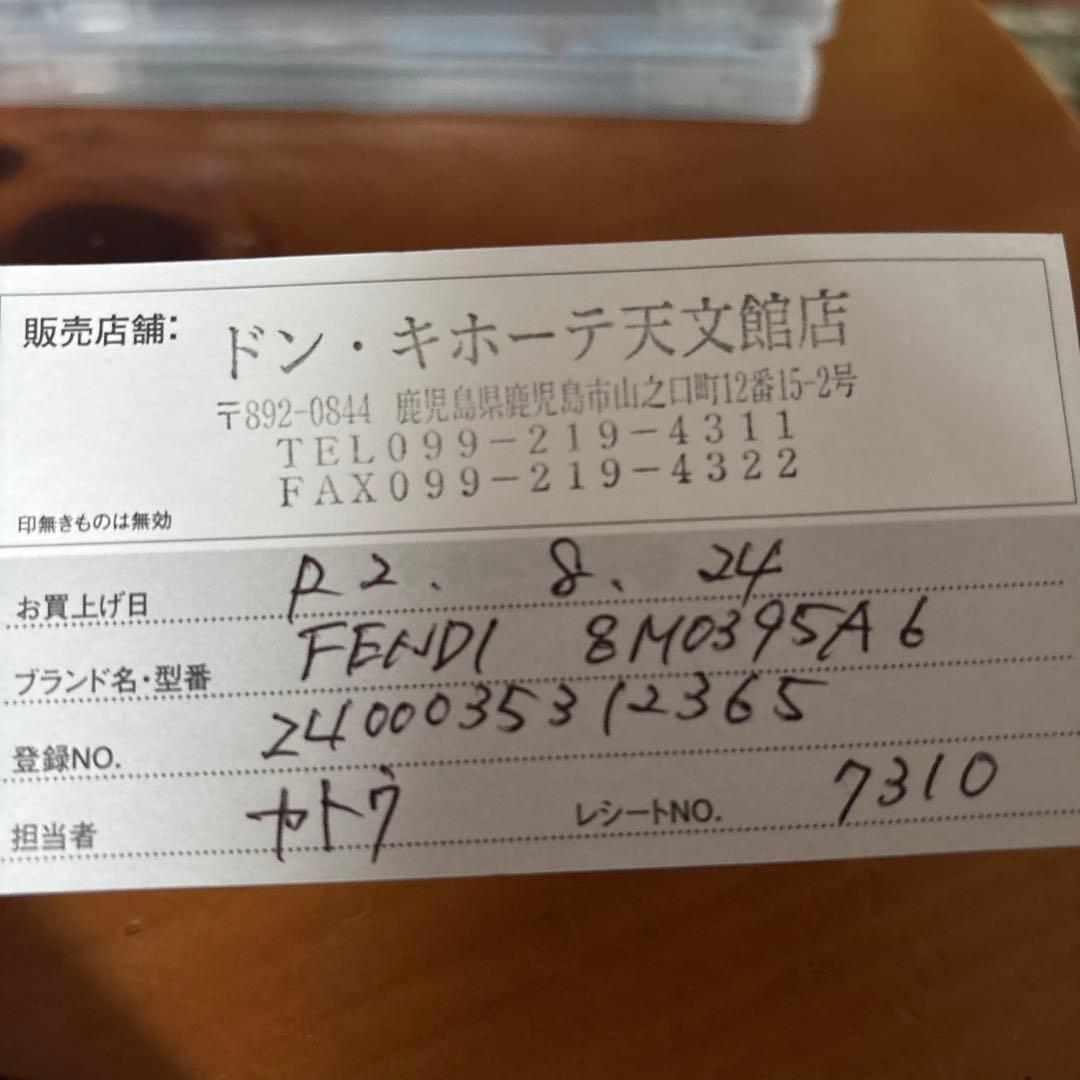 販売店舗: ドン・キホーテ天文館店
〒892-0844 鹿児島県鹿児島市山之口町12番15-2号
TEL099-219-4311
FAX099-219-4322
印無きものは無効
お買上げ日 R2. 8. 24
ブランド名・型番 FENDI 8M0395A6
登録NO. 2400035312365
担当者 カトウ レシートNO. 7310